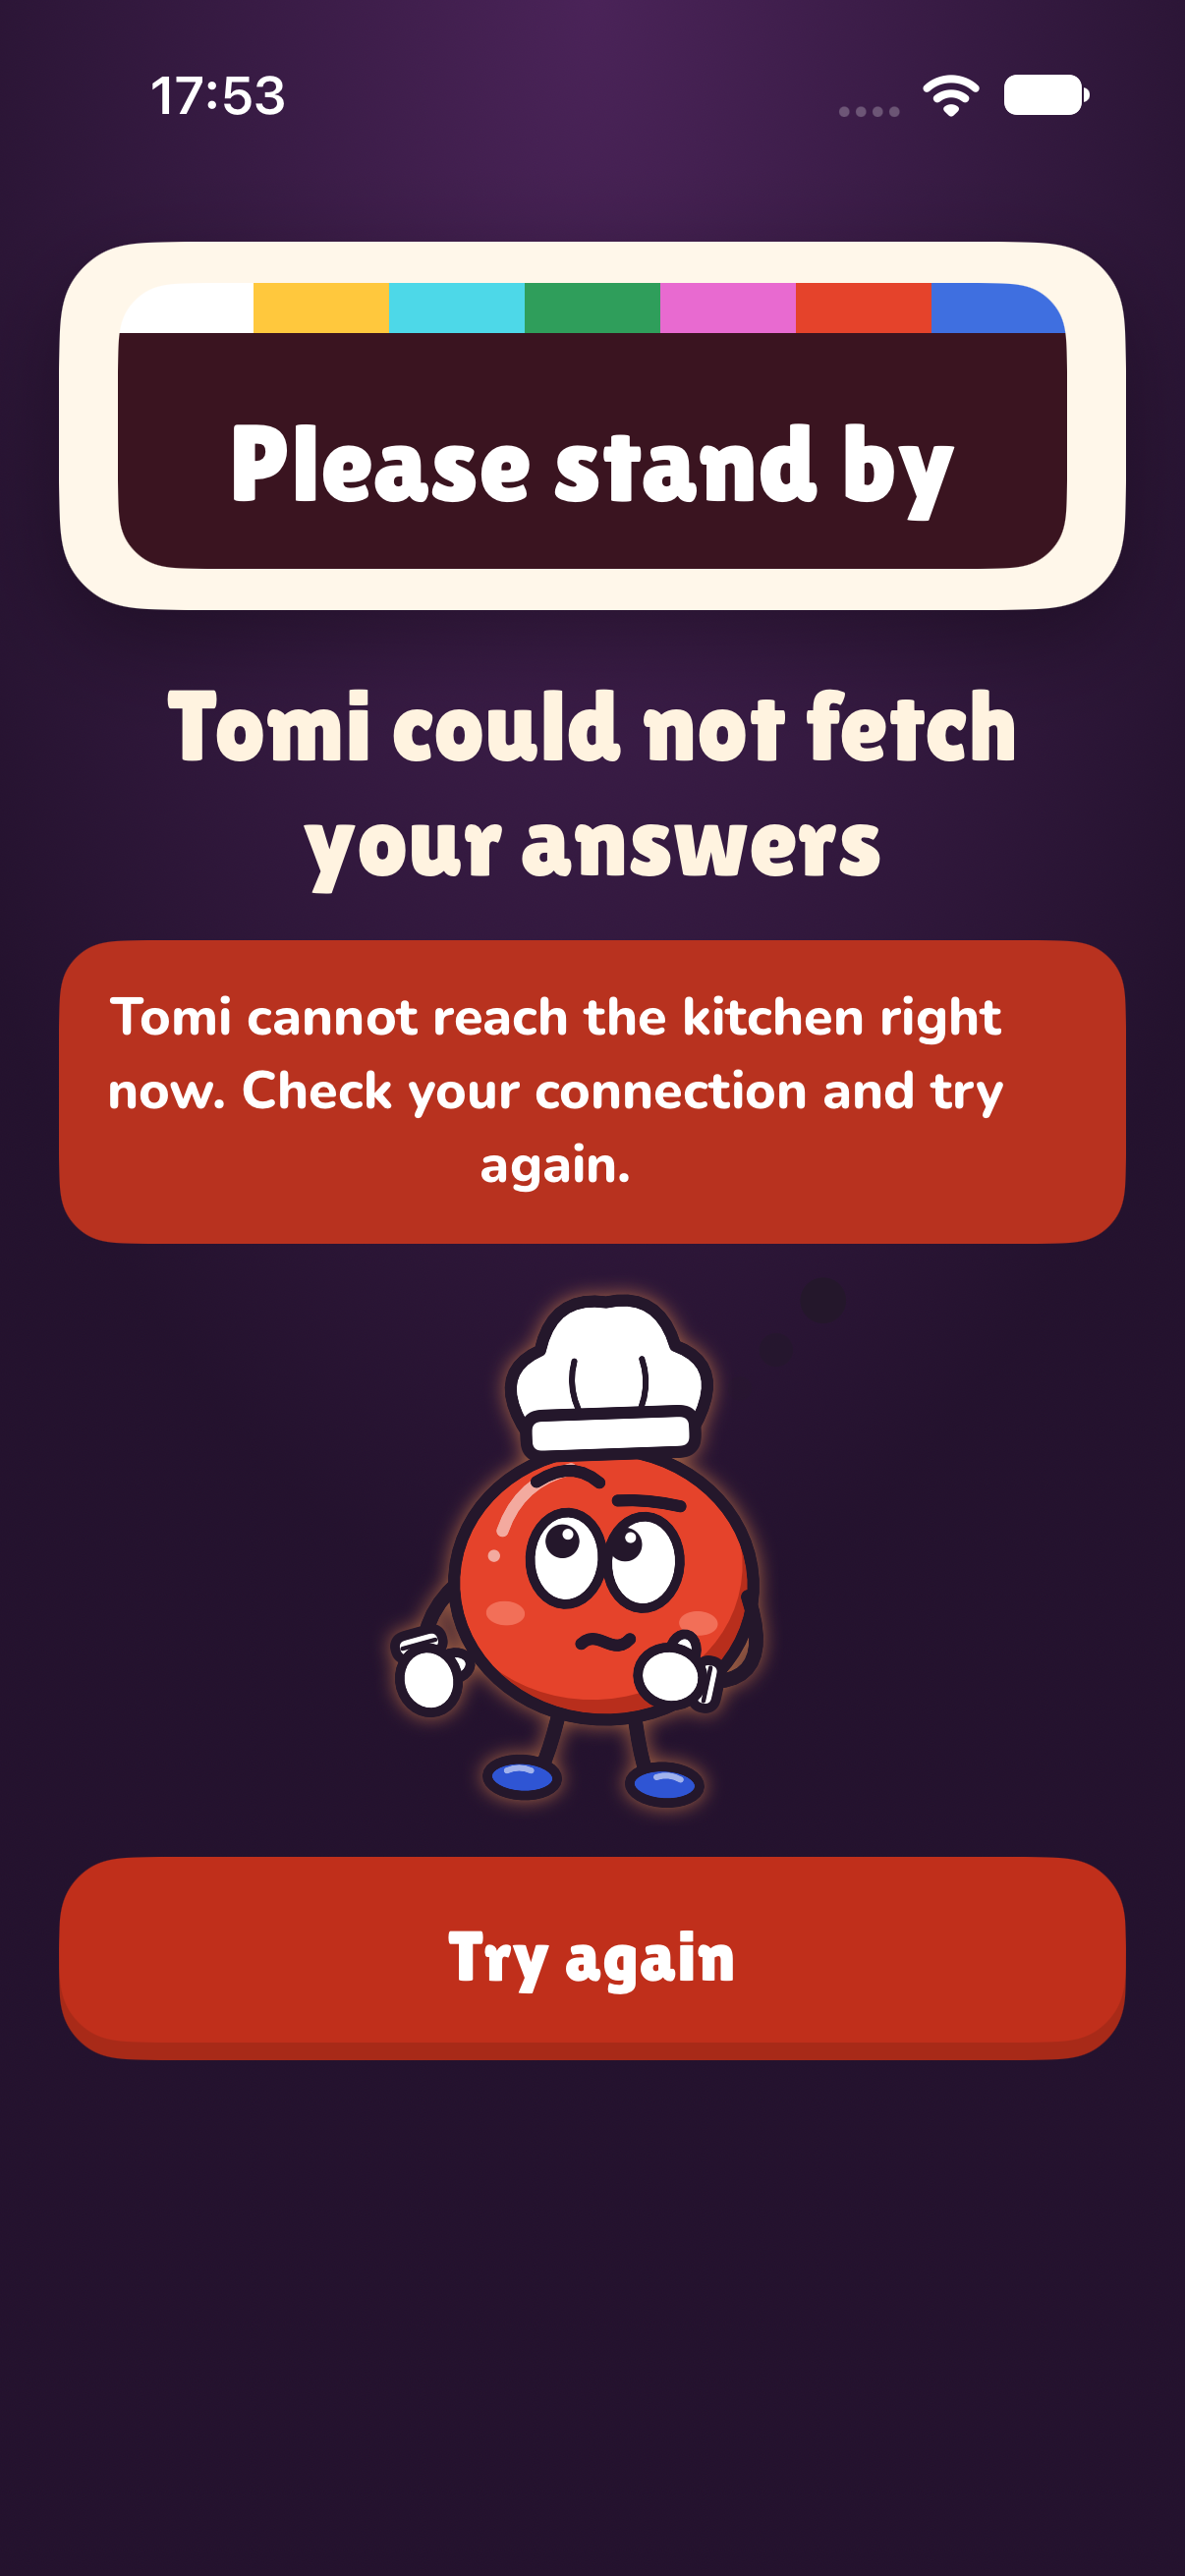 17:53
Please stand by
Tomi could not fetch
your answers
Tomi cannot reach the kitchen right
now. Check your connection and try
again.
Try again